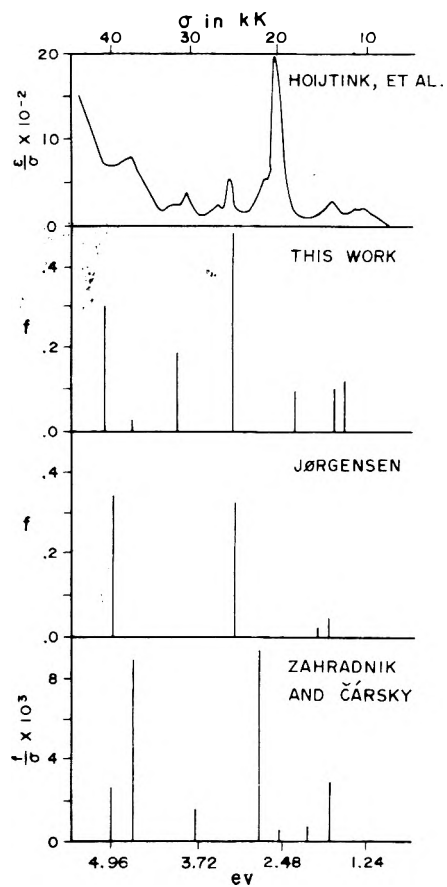 σ in kK
40 30 20 10
HOIJTINK, ET AL.
ε/σ × 10⁻²
20
10
0
THIS WORK
f
.4
.2
.0
JØRGENSEN
f
.4
.2
.0
ZAHRADNIK
AND ČÁRSKY
f/σ × 10³
8
4
0
4.96 3.72 2.48 1.24
ev